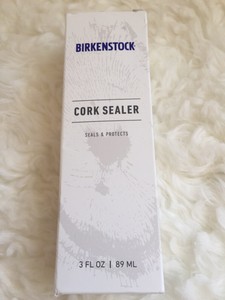 BIRKENSTOCK
CORK SEALER
SEALS & PROTECTS
3 FL OZ | 89 ML